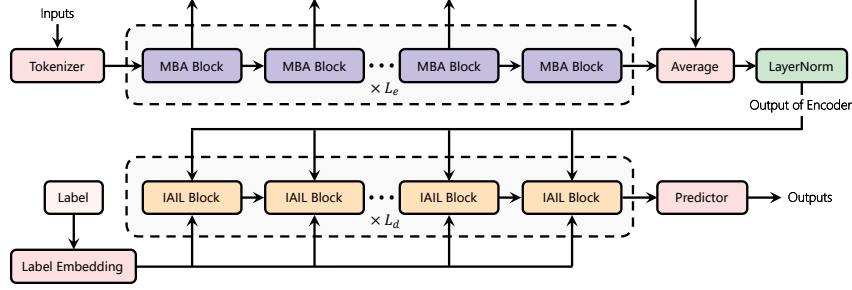 Inputs
Tokenizer
MBA Block
MBA Block
MBA Block
MBA Block
× L_e
Average
LayerNorm
Output of Encoder
Label
IAIL Block
IAIL Block
IAIL Block
IAIL Block
× L_d
Predictor
Outputs
Label Embedding